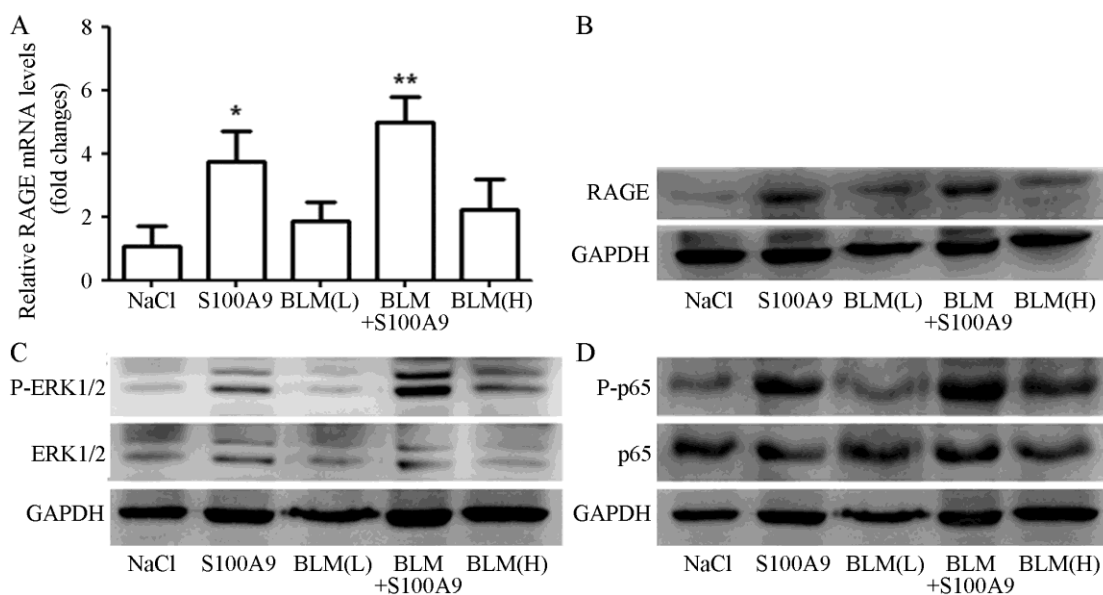 A
Relative RAGE mRNA levels
(fold changes)
8
6
4
2
0
*
**
NaCl S100A9 BLM(L) BLM BLM(H)
+S100A9
B
RAGE
GAPDH
NaCl S100A9 BLM(L) BLM BLM(H)
+S100A9
C
P-ERK1/2
ERK1/2
GAPDH
NaCl S100A9 BLM(L) BLM BLM(H)
+S100A9
D
P-p65
p65
GAPDH
NaCl S100A9 BLM(L) BLM BLM(H)
+S100A9